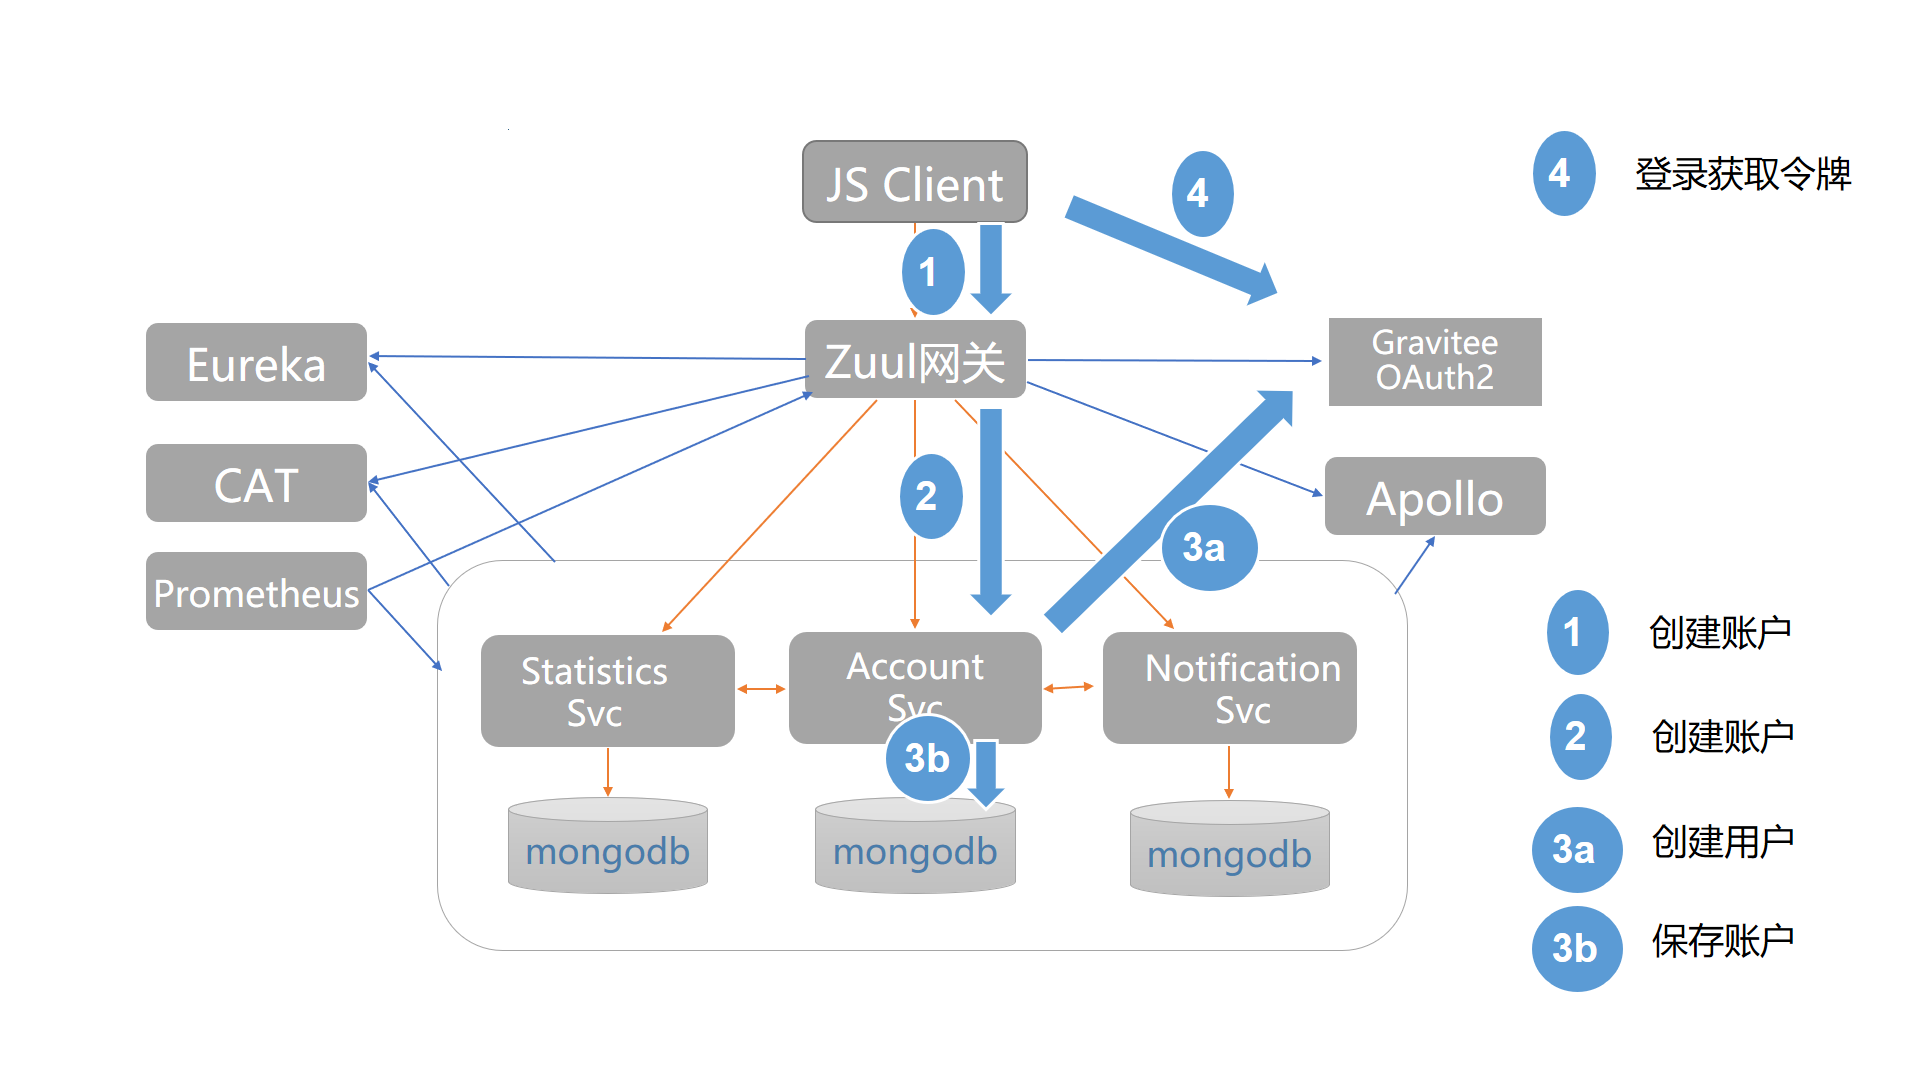 JS Client
4
4
登录获取令牌
1
Eureka
Zuul网关
Gravitee
OAuth2
CAT
2
Apollo
3a
Prometheus
1
创建账户
Statistics
Svc
Account
Svc
Notification
Svc
2
创建账户
3b
3a
创建用户
mongodb
mongodb
mongodb
3b
保存账户